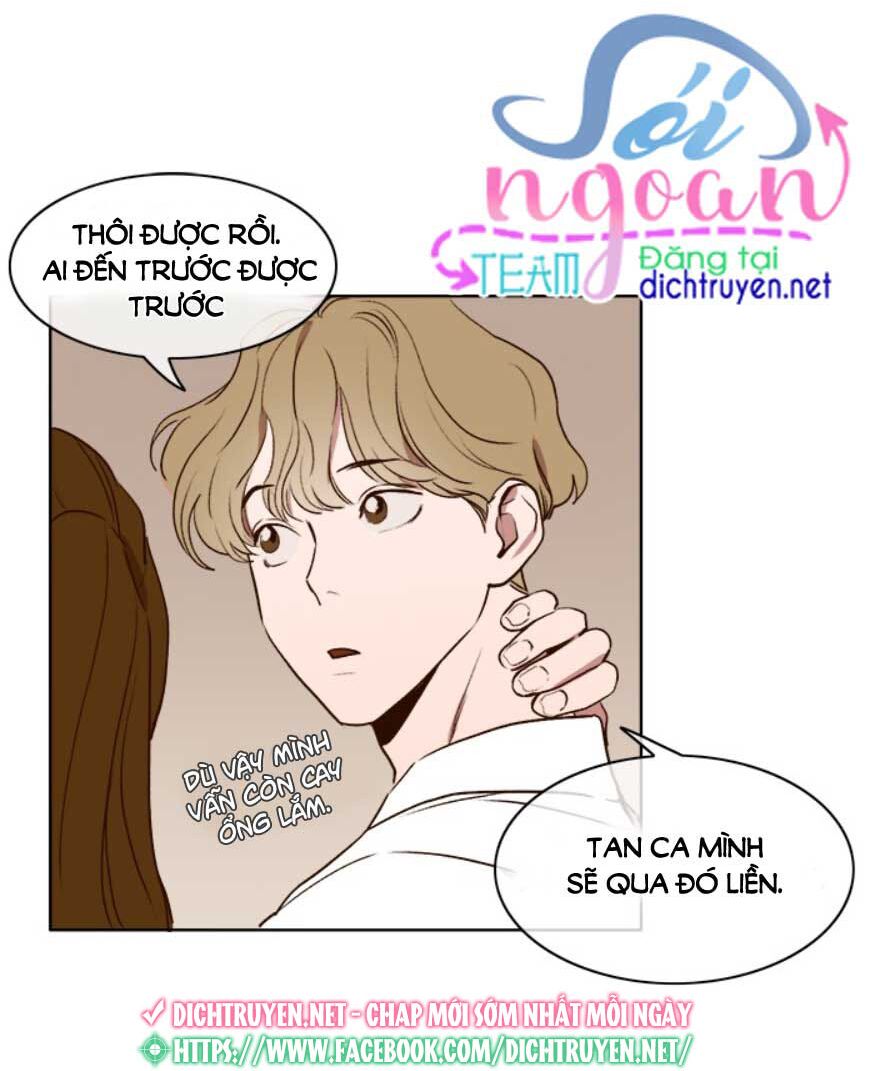 Sói
ngoan
TEAM
Đăng tại
dichtruyen.net
THÔI ĐƯỢC RỒI.
AI ĐẾN TRƯỚC ĐƯỢC
TRƯỚC
DÙ VẬY MÌNH
VẪN CÒN CAY
ỔNG LẮM.
TAN CA MÌNH
SẼ QUA ĐÓ LIỀN.
DICHTRUYEN.NET - CHAP MỚI SỚM NHẤT MỖI NGÀY
HTTPS://WWW.FACEBOOK.COM/DICHTRUYEN.NET/